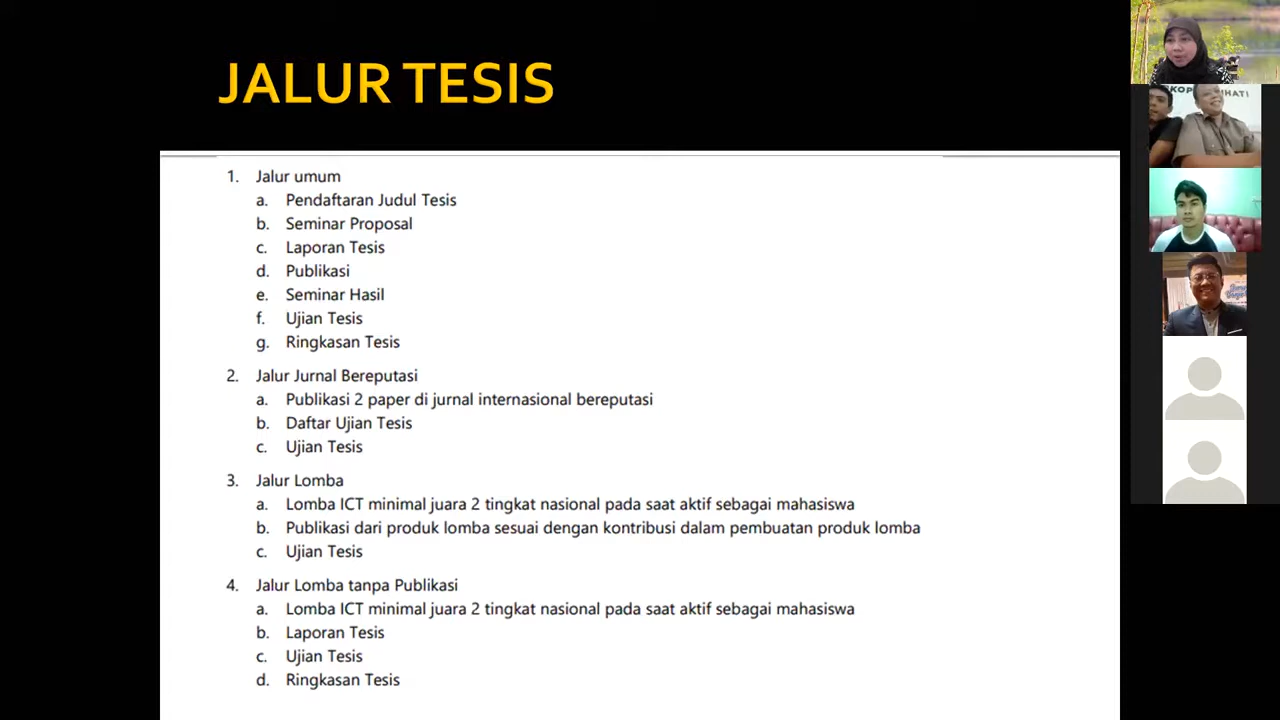 JALUR TESIS
1. Jalur umum
a. Pendaftaran Judul Tesis
b. Seminar Proposal
c. Laporan Tesis
d. Publikasi
e. Seminar Hasil
f. Ujian Tesis
g. Ringkasan Tesis
2. Jalur Jurnal Bereputasi
a. Publikasi 2 paper di jurnal internasional bereputasi
b. Daftar Ujian Tesis
c. Ujian Tesis
3. Jalur Lomba
a. Lomba ICT minimal juara 2 tingkat nasional pada saat aktif sebagai mahasiswa
b. Publikasi dari produk lomba sesuai dengan kontribusi dalam pembuatan produk lomba
c. Ujian Tesis
4. Jalur Lomba tanpa Publikasi
a. Lomba ICT minimal juara 2 tingkat nasional pada saat aktif sebagai mahasiswa
b. Laporan Tesis
c. Ujian Tesis
d. Ringkasan Tesis